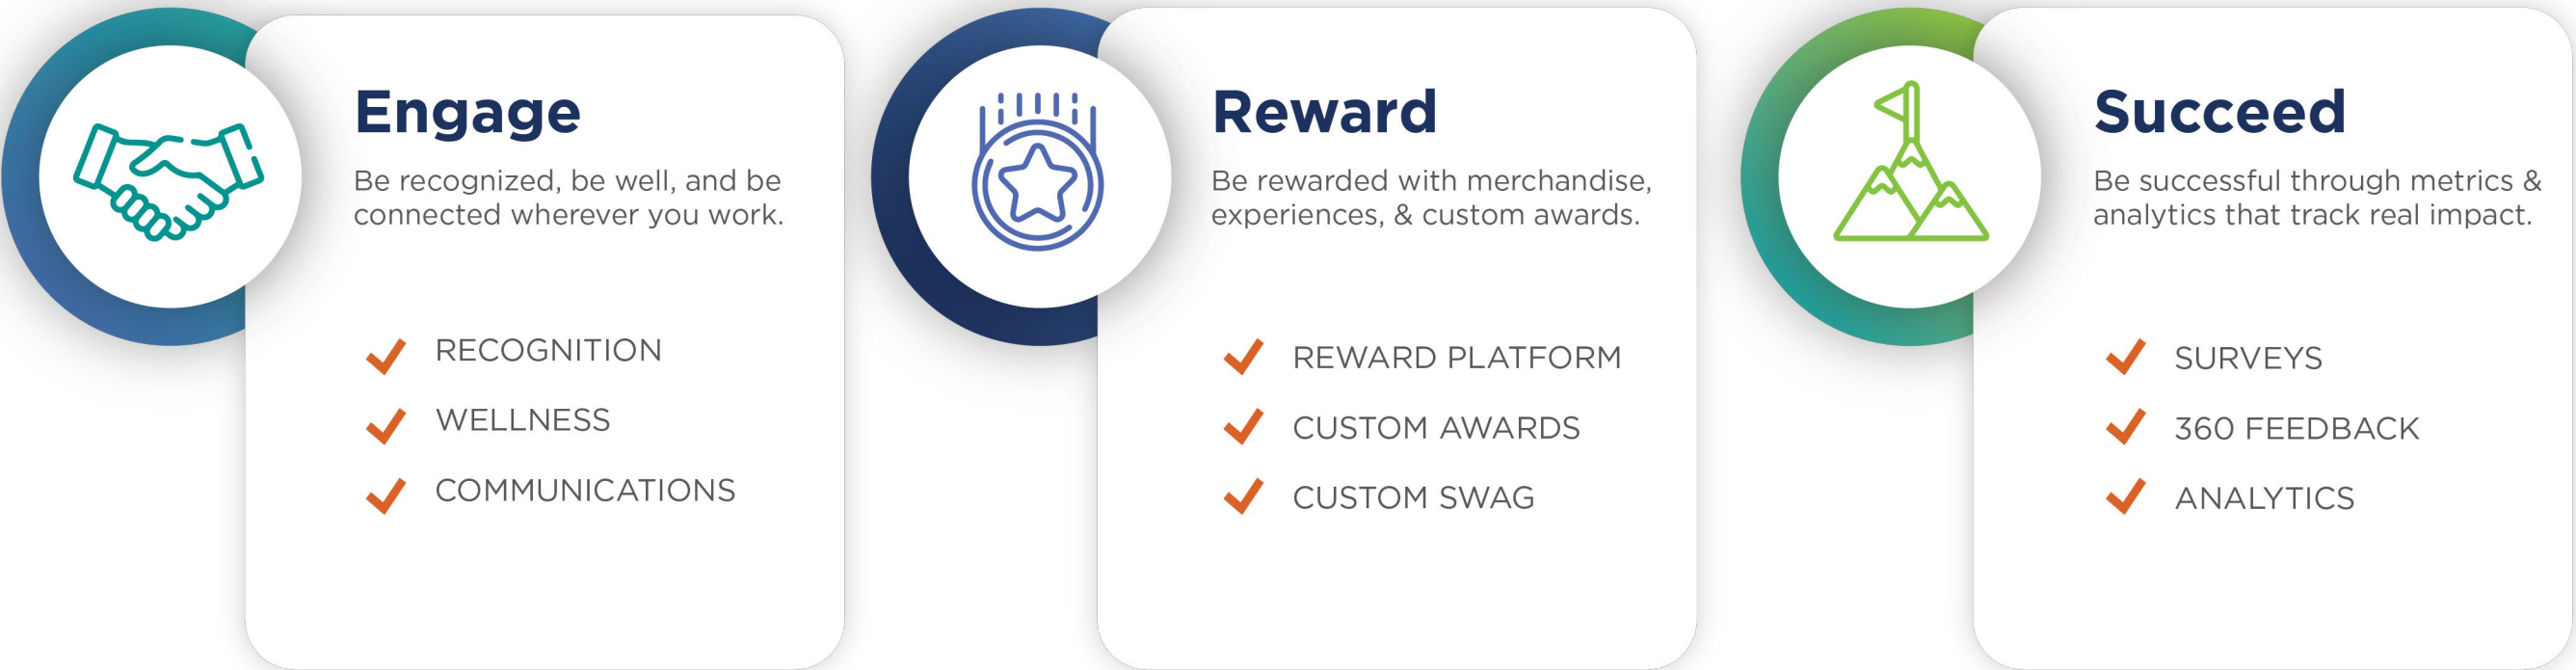 Engage
Be recognized, be well, and be
connected wherever you work.
RECOGNITION
WELLNESS
COMMUNICATIONS
Reward
Be rewarded with merchandise,
experiences, & custom awards.
REWARD PLATFORM
CUSTOM AWARDS
CUSTOM SWAG
Succeed
Be successful through metrics &
analytics that track real impact.
SURVEYS
360 FEEDBACK
ANALYTICS